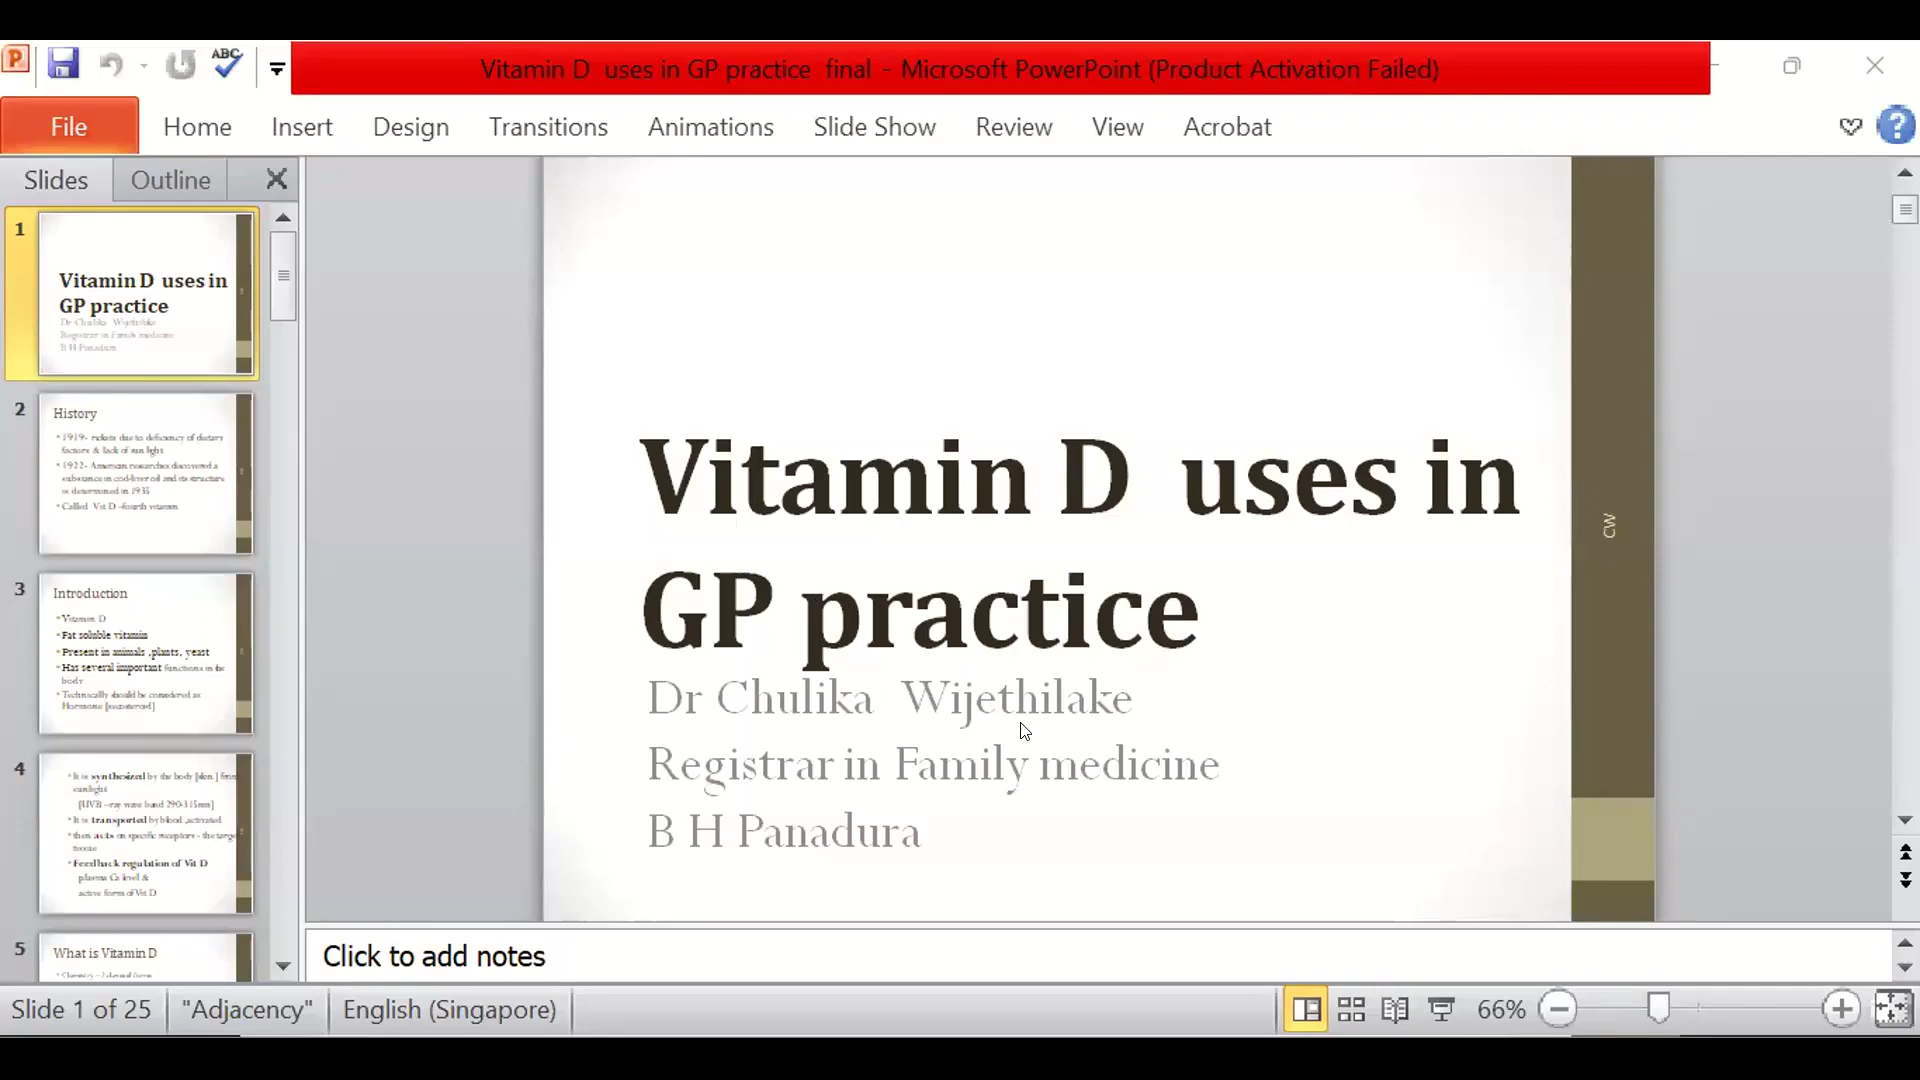 ABC
Vitamin D  uses in GP practice  final  -  Microsoft PowerPoint (Product Activation Failed)
File Home Insert Design Transitions Animations Slide Show Review View Acrobat
Slides Outline
1
Vitamin D  uses in
GP practice
Dr Chulika  Wijethilake
Registrar in Family medicine
B H Panadura
2
History
1919- rickets due to deficiency of dietary
factors & lack of sun light
1922- American researches discovered a
substance in cod-liver oil and its structure
is determined in 1935
Called  Vit D -fourth vitamin
3
Introduction
Vitamin D
Fat soluble vitamin
Present in animals ,plants, yeast
Has several important functions in the
body
Technically should be considered as
Hormone
4
It is synthesized by the body [skin ] from
sunlight
[UVB –ray wave band 290-315nm]
It is transported by blood ,activated
then acts on specific receptors - the target
tissue
Feedback regulation of Vit D
plasma Ca level &
active form of Vit D
5
What is Vitamin D
Vitamin D  uses in
GP practice
Dr Chulika  Wijethilake
Registrar in Family medicine
B H Panadura
CW
Click to add notes
Slide 1 of 25 "Adjacency" English (Singapore) 66%